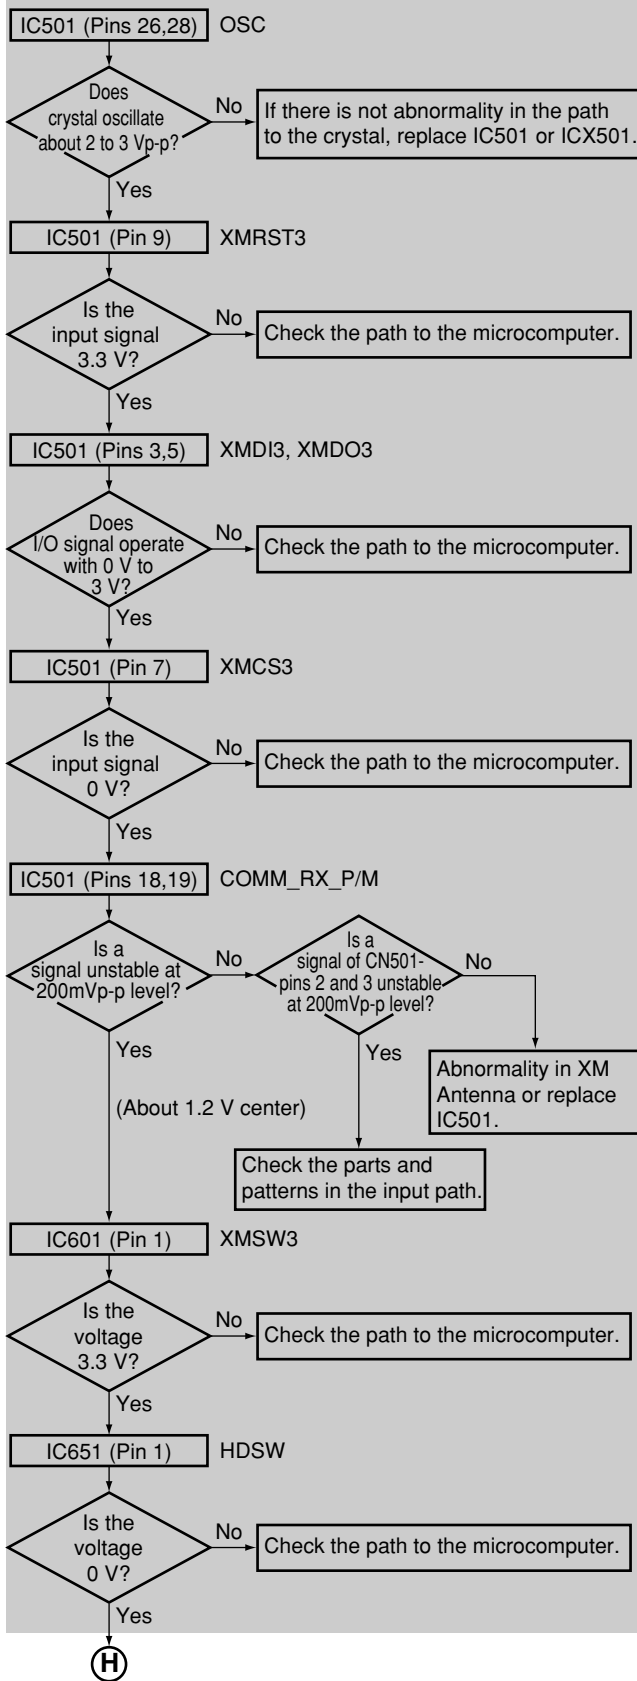 IC501 (Pins 26,28) OSC
Does
crystal oscillate
about 2 to 3 Vp-p?
No
If there is not abnormality in the path
to the crystal, replace IC501 or ICX501.
Yes
IC501 (Pin 9) XMRST3
Is the
input signal
3.3 V?
No
Check the path to the microcomputer.
Yes
IC501 (Pins 3,5) XMDI3, XMDO3
Does
I/O signal operate
with 0 V to
3 V?
No
Check the path to the microcomputer.
Yes
IC501 (Pin 7) XMCS3
Is the
input signal
0 V?
No
Check the path to the microcomputer.
Yes
IC501 (Pins 18,19) COMM_RX_P/M
Is a
signal unstable at
200mVp-p level?
No
Is a
signal of CN501-
pins 2 and 3 unstable
at 200mVp-p level?
No
Yes
Yes
Abnormality in XM
Antenna or replace
IC501.
(About 1.2 V center)
Check the parts and
patterns in the input path.
IC601 (Pin 1) XMSW3
Is the
voltage
3.3 V?
No
Check the path to the microcomputer.
Yes
IC651 (Pin 1) HDSW
Is the
voltage
0 V?
No
Check the path to the microcomputer.
Yes
H